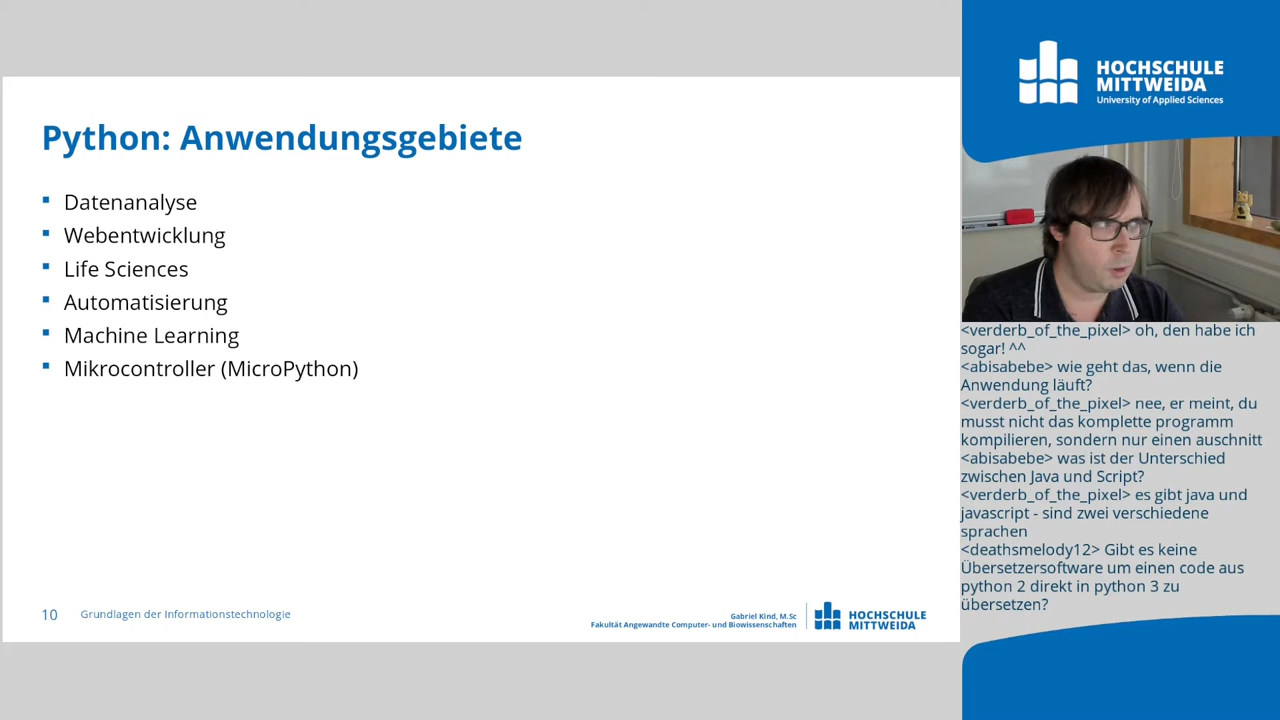 Python: Anwendungsgebiete
Datenanalyse
Webentwicklung
Life Sciences
Automatisierung
Machine Learning
Mikrocontroller (MicroPython)
10 Grundlagen der Informationstechnologie
Gabriel Kind, M.Sc
Fakultät Angewandte Computer- und Biowissenschaften
HOCHSCHULE
MITTWEIDA
HOCHSCHULE
MITTWEIDA
University of Applied Sciences
<verderb_of_the_pixel> oh, den habe ich
sogar! ^^
<abisabebe> wie geht das, wenn die
Anwendung läuft?
<verderb_of_the_pixel> nee, er meint, du
musst nicht das komplette programm
kompilieren, sondern nur einen auschnitt
<abisabebe> was ist der Unterschied
zwischen Java und Script?
<verderb_of_the_pixel> es gibt java und
javascript - sind zwei verschiedene
sprachen
<deathsmelody12> Gibt es keine
Übersetzersoftware um einen code aus
python 2 direkt in python 3 zu
übersetzen?